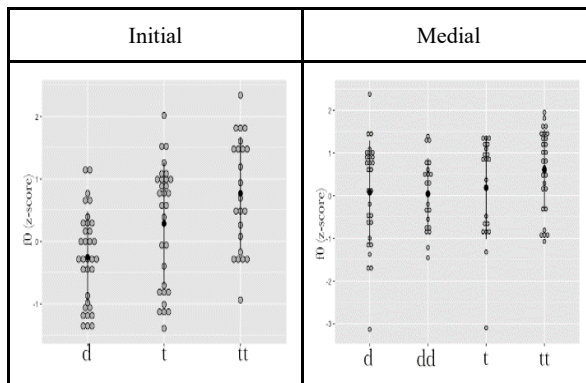 Initial
Medial
f0 (z-score)
2
1
0
-1
d t tt
f0 (z-score)
2
1
0
-1
-2
-3
d dd t tt